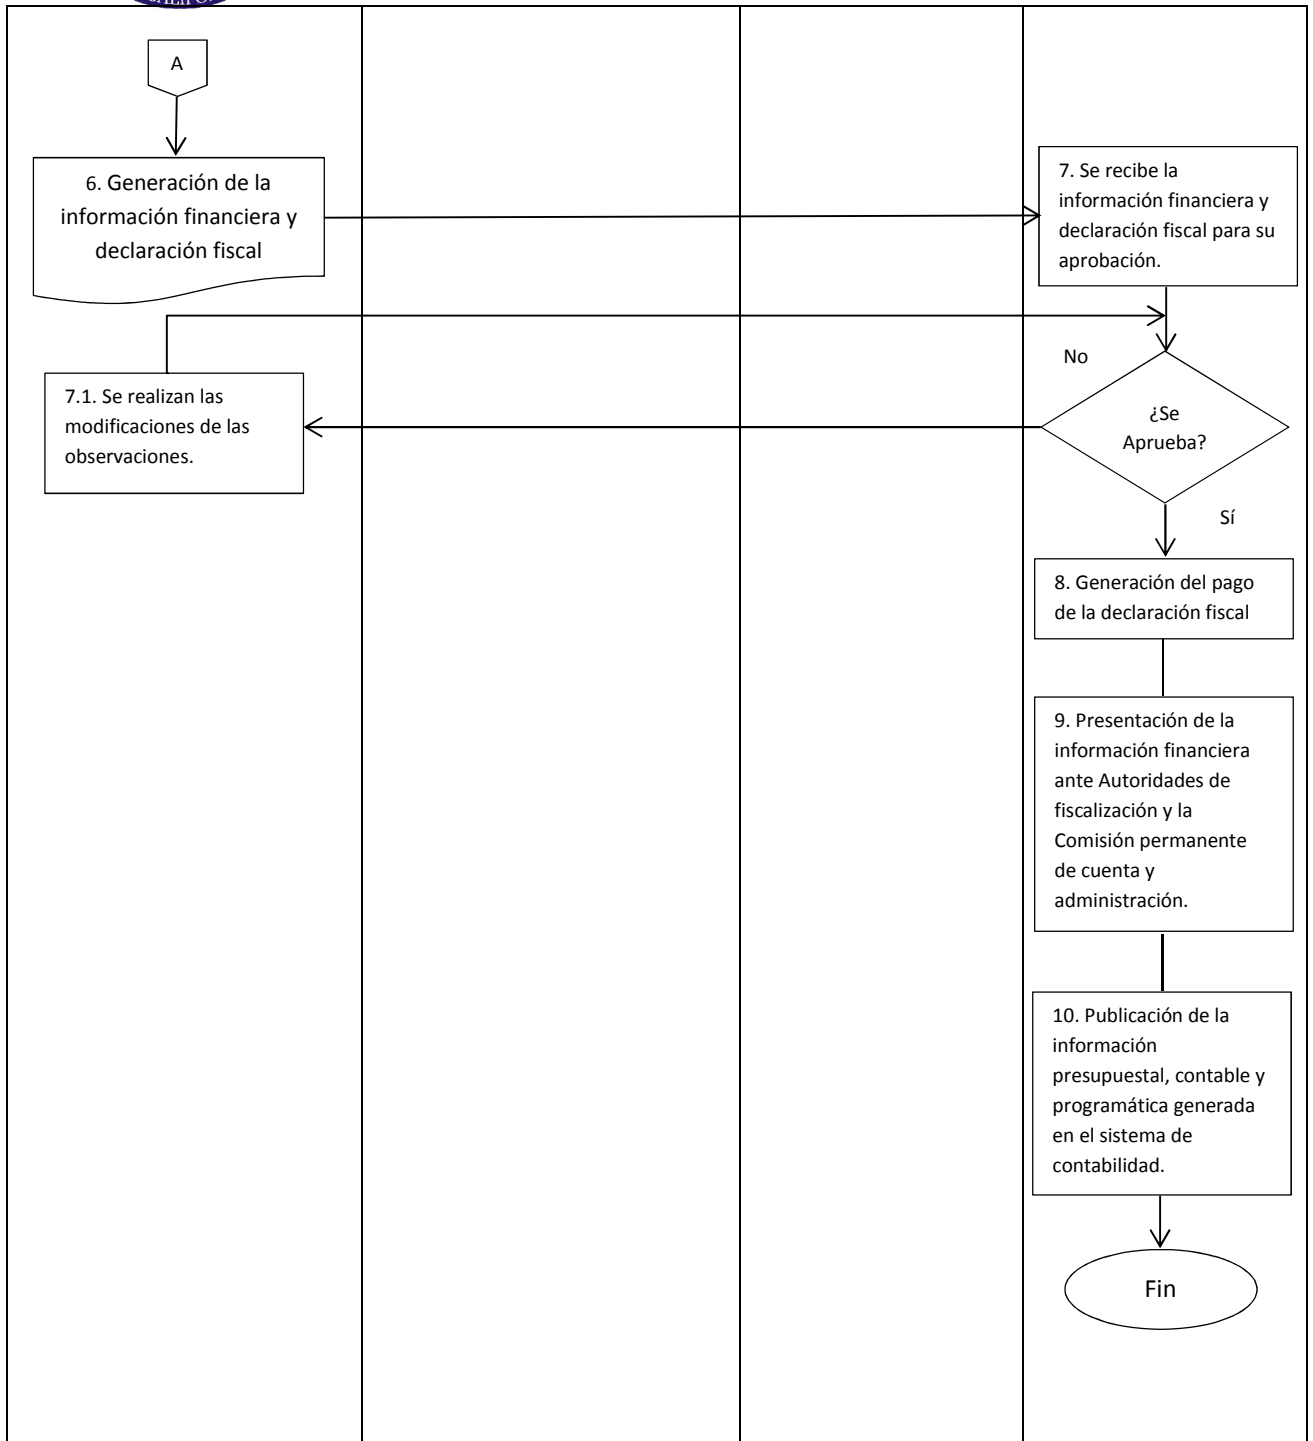 A
6. Generación de la
información financiera y
declaración fiscal
7. Se recibe la
información financiera y
declaración fiscal para su
aprobación.
No
¿Se
Aprueba?
7.1. Se realizan las
modificaciones de las
observaciones.
Sí
8. Generación del pago
de la declaración fiscal
9. Presentación de la
información financiera
ante Autoridades de
fiscalización y la
Comisión permanente
de cuenta y
administración.
10. Publicación de la
información
presupuestal, contable y
programática generada
en el sistema de
contabilidad.
Fin